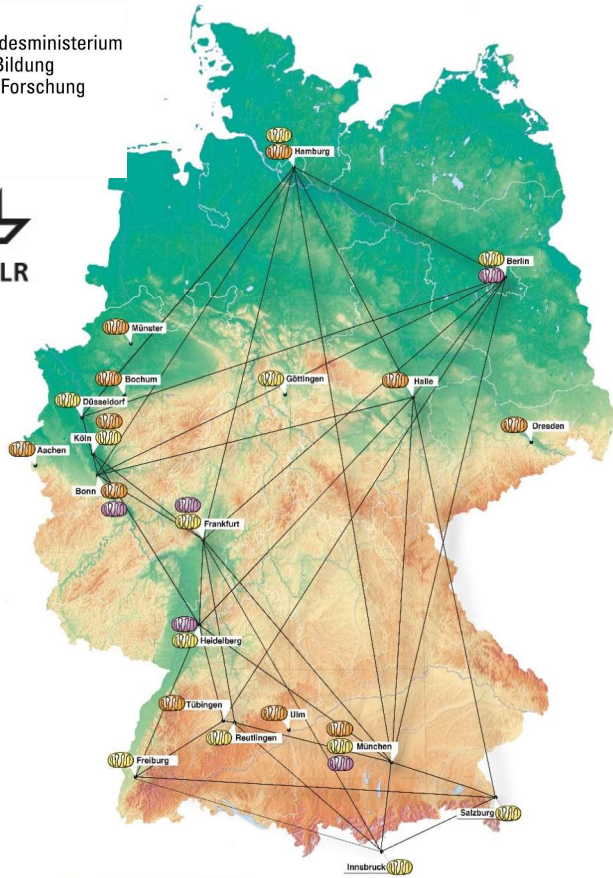 desministerium
Bildung
Forschung
LR
Hamburg
Berlin
Münster
Bochum
Göttingen
Halle
Düsseldorf
Dresden
Köln
Aachen
Bonn
Frankfurt
Heidelberg
Tübingen
Ulm
Reutlingen
München
Freiburg
Salzburg
Innsbruck